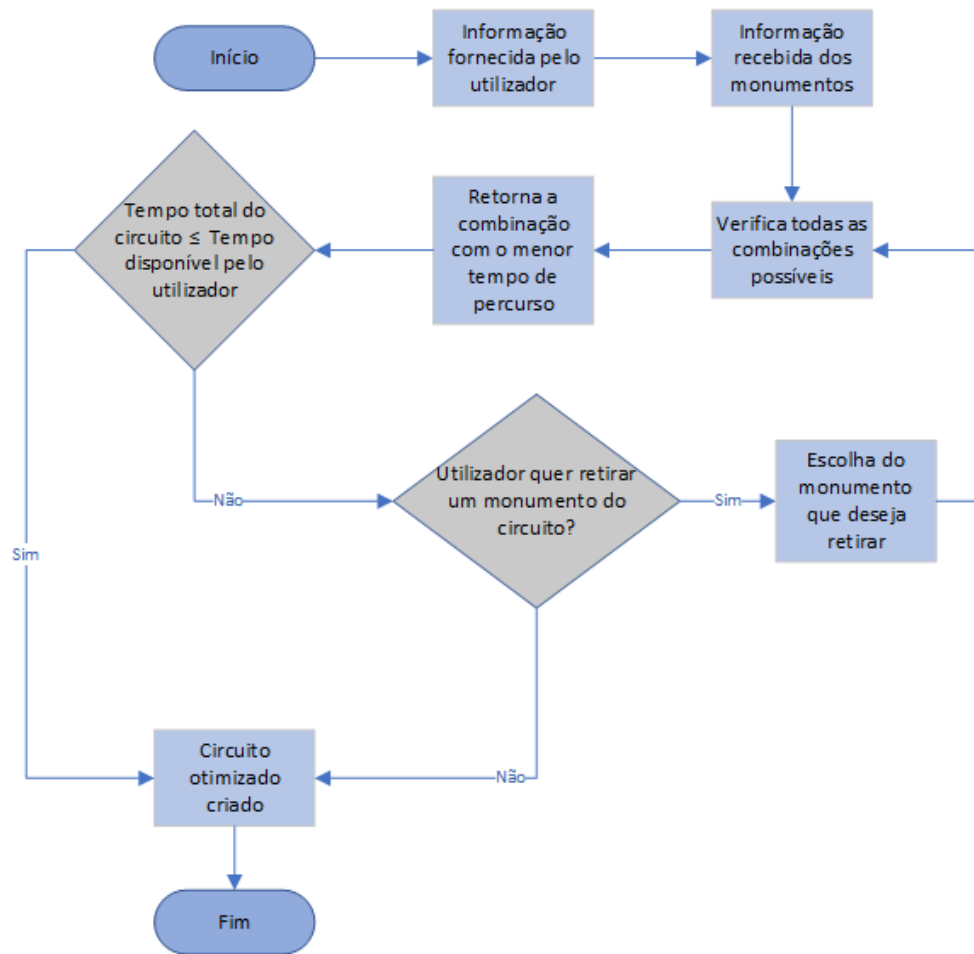 Início
Informação
fornecida pelo
utilizador
Informação
recebida dos
monumentos
Verifica todas as
combinações
possíveis
Retorna a
combinação
com o menor
tempo de
percurso
Tempo total do
circuito ≤ Tempo
disponível pelo
utilizador
Não
Sim
Utilizador quer retirar
um monumento do
circuito?
Sim
Escolha do
monumento
que deseja
retirar
Não
Circuito
otimizado
criado
Fim